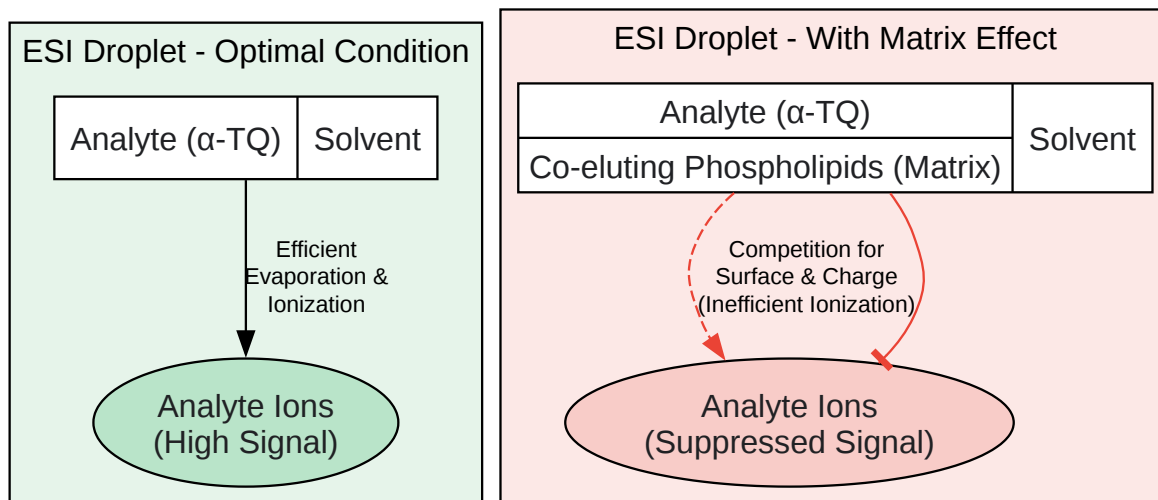 ESI Droplet - Optimal Condition
Analyte (α-TQ)
Solvent
Efficient
Evaporation &
Ionization
Analyte Ions
(High Signal)
ESI Droplet - With Matrix Effect
Analyte (α-TQ)
Co-eluting Phospholipids (Matrix)
Solvent
Competition for
Surface & Charge
(Inefficient Ionization)
Analyte Ions
(Suppressed Signal)